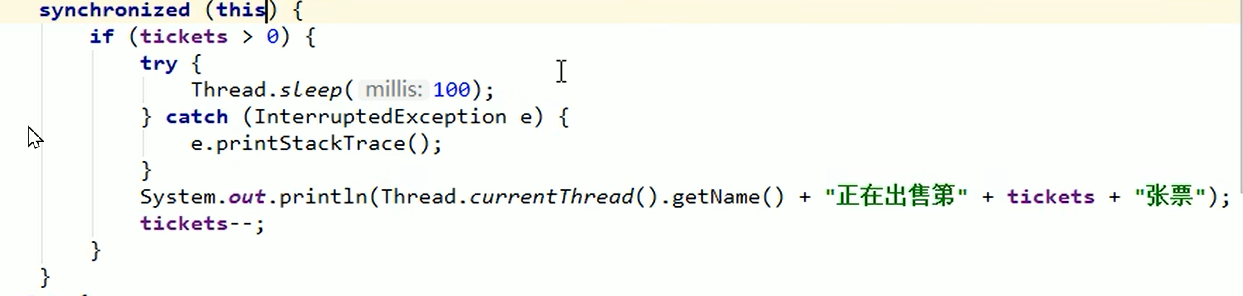 synchronized (this) {
if (tickets > 0) {
try {
Thread.sleep( millis: 100);
} catch (InterruptedException e) {
e.printStackTrace();
}
System.out.println(Thread.currentThread().getName() + "正在出售第" + tickets + "张票");
tickets--;
}
}